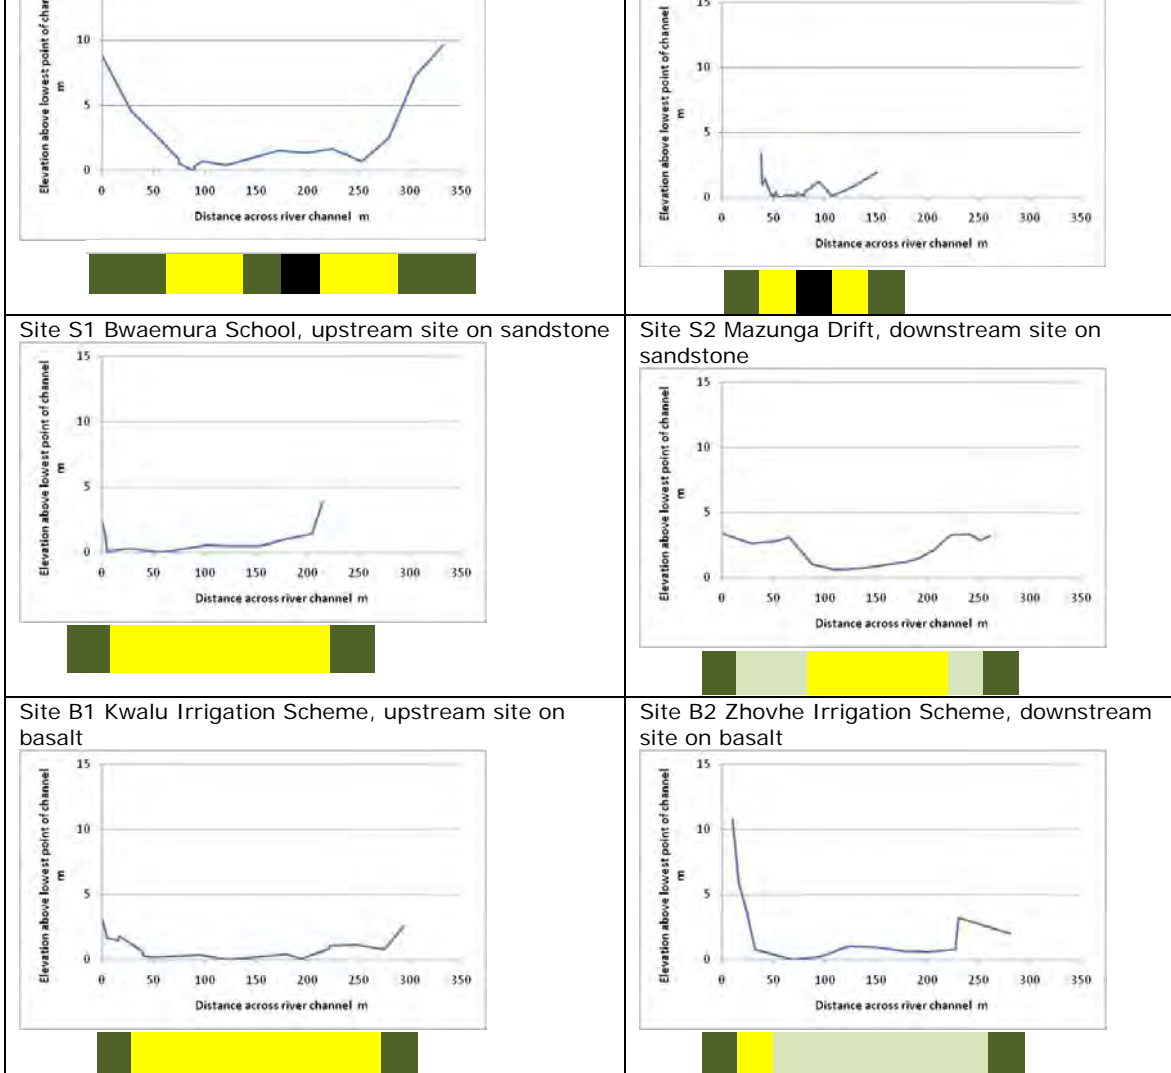 Elevation above lowest point of chan
m
10
5
0
0 50 100 150 200 250 300 350
Distance across river channel m
Elevation above lowest point of channel
m
15
10
5
0
0 50 100 150 200 250 300 350
Distance across river channel m
Site S1 Bwaemura School, upstream site on sandstone
Elevation above lowest point of channel
m
15
10
5
0
0 50 100 150 200 250 300 350
Distance across river channel m
Site S2 Mazunga Drift, downstream site on
sandstone
Elevation above lowest point of channel
m
15
10
5
0
0 50 100 150 200 250 300 350
Distance across river channel m
Site B1 Kwalu Irrigation Scheme, upstream site on
basalt
Elevation above lowest point of channel
m
15
10
5
0
0 50 100 150 200 250 300 350
Distance across river channel m
Site B2 Zhovhe Irrigation Scheme, downstream
site on basalt
Elevation above lowest point of channel
m
15
10
5
0
0 50 100 150 200 250 300 350
Distance across river channel m